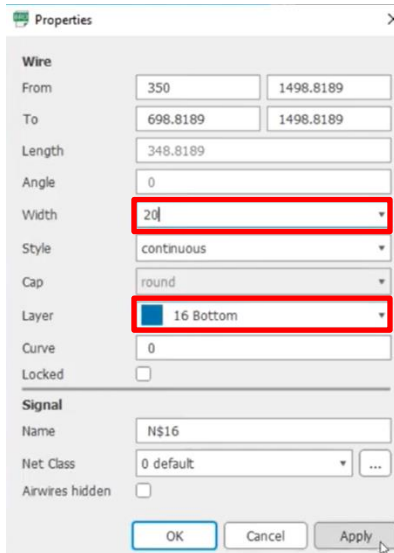 Properties
Wire
From 350 1498.8189
To 698.8189 1498.8189
Length 348.8189
Angle 0
Width 20
Style continuous
Cap round
Layer 16 Bottom
Curve 0
Locked
Signal
Name N$16
Net Class 0 default ...
Airwires hidden
OK Cancel Apply